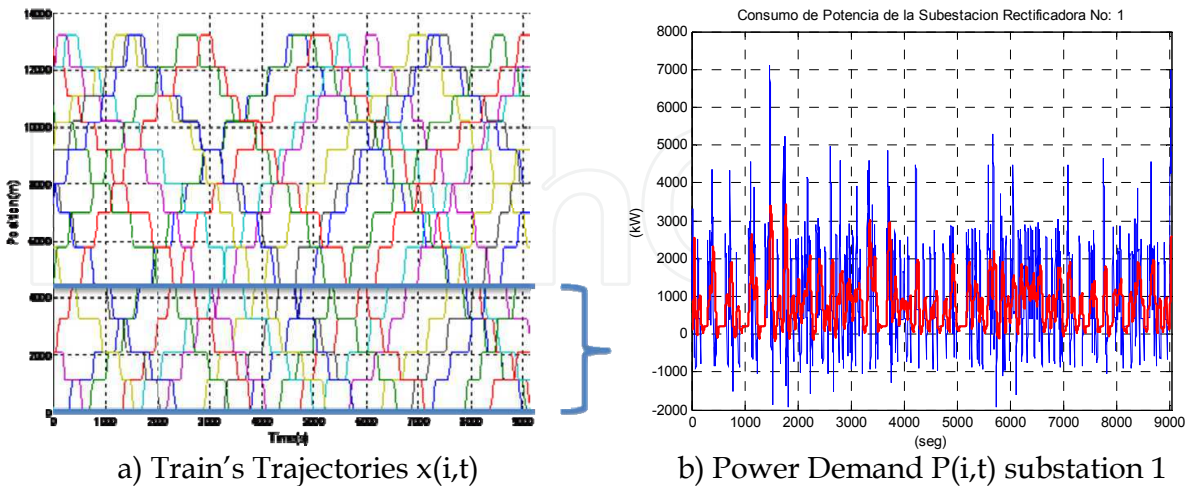 Consumo de Potencia de la Subestacion Rectificadora No: 1
14000
12000
10000
8000
6000
4000
2000
0
Position(m)
0 1000 2000 3000 4000 5000 6000 7000 8000 9000
Time(s)
8000
7000
6000
5000
4000
3000
2000
1000
0
-1000
-2000
(kW)
0 1000 2000 3000 4000 5000 6000 7000 8000 9000
(seg)
a) Train's Trajectories x(i,t)
b) Power Demand P(i,t) substation 1